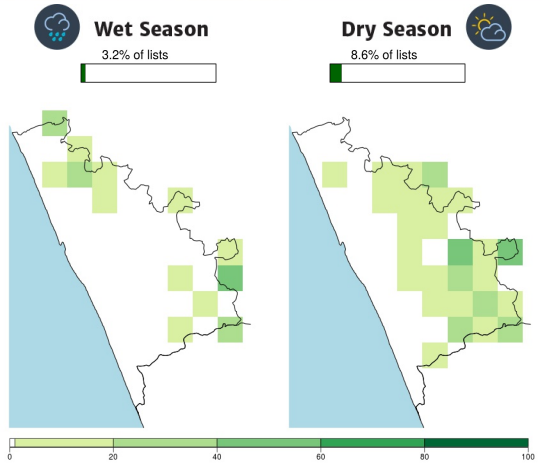 Wet Season
3.2% of lists
Dry Season
8.6% of lists
0 20 40 60 80 100